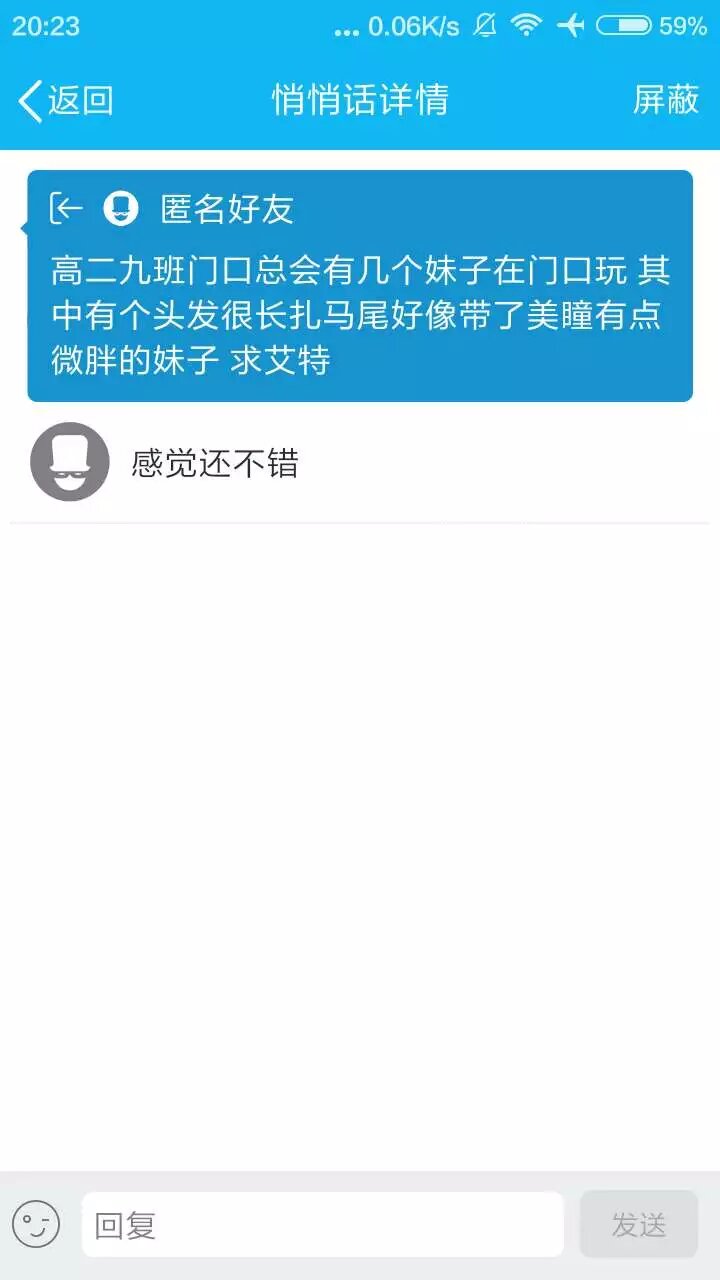 20:23 ... 0.06K/s 59%
返回 悄悄话详情 屏蔽
匿名好友
高二九班门口总会有几个妹子在门口玩 其
中有个头发很长扎马尾好像带了美瞳有点
微胖的妹子 求艾特
感觉还不错
回复 发送